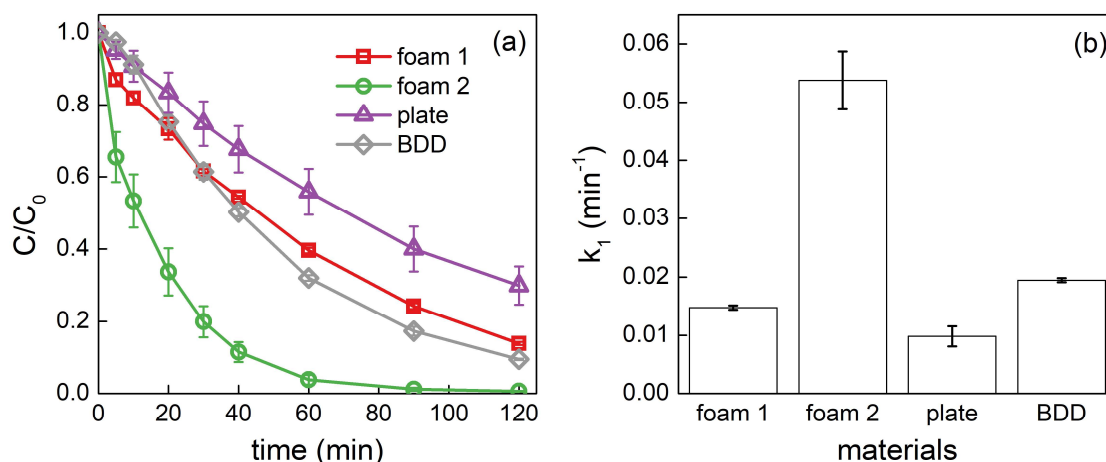 (a)
foam 1
foam 2
plate
BDD
C/C₀
1.0
0.8
0.6
0.4
0.2
0.0
0 20 40 60 80 100 120
time (min)
(b)
k₁ (min⁻¹)
0.06
0.05
0.04
0.03
0.02
0.01
0.00
foam 1 foam 2 plate BDD
materials